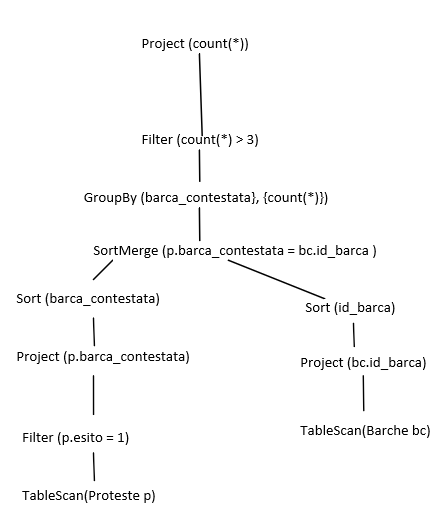 Project (count(*))
Filter (count(*) > 3)
GroupBy (barca_contestata}, {count(*)})
SortMerge (p.barca_contestata = bc.id_barca )
Sort (barca_contestata)
Sort (id_barca)
Project (p.barca_contestata)
Project (bc.id_barca)
Filter (p.esito = 1)
TableScan(Barche bc)
TableScan(Proteste p)